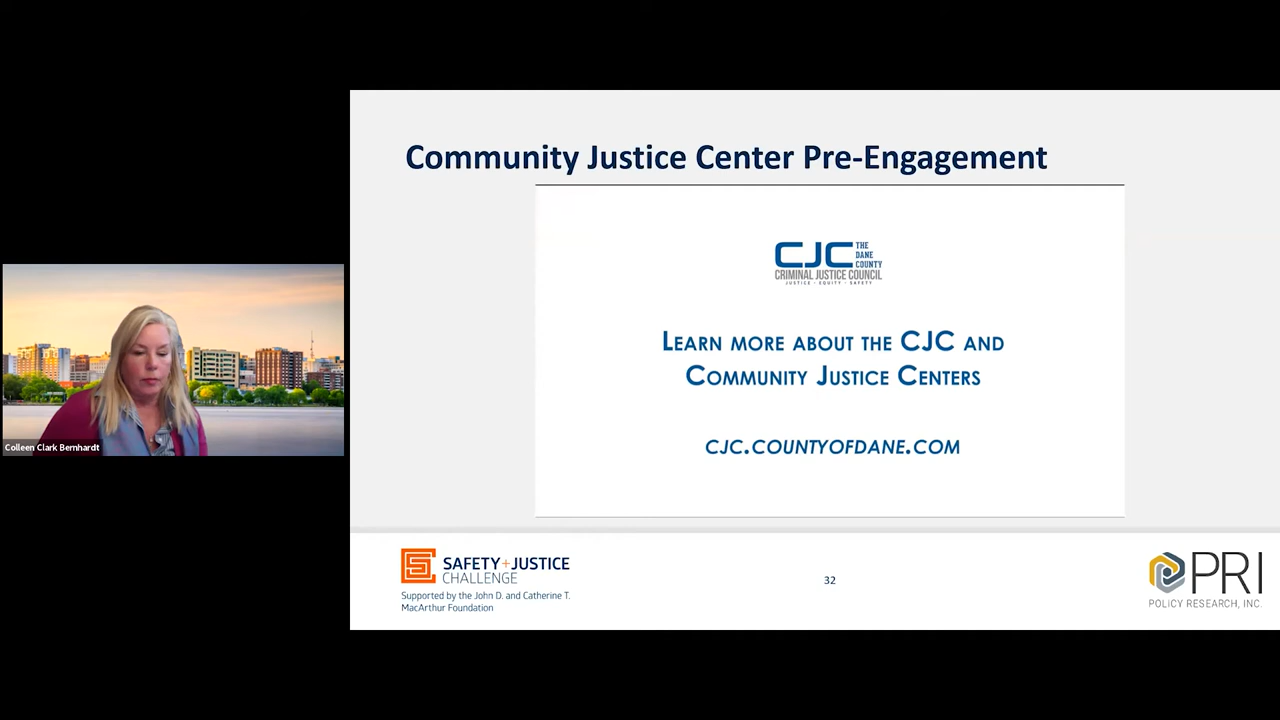 Community Justice Center Pre-Engagement
CJC THE DANE COUNTY
CRIMINAL JUSTICE COUNCIL
JUSTICE · EQUITY · SAFETY
LEARN MORE ABOUT THE CJC AND
COMMUNITY JUSTICE CENTERS
CJC.COUNTYOFDANE.COM
Colleen Clark Bernhardt
SAFETY+JUSTICE
CHALLENGE
Supported by the John D. and Catherine T.
MacArthur Foundation
32
PRI
POLICY RESEARCH, INC.